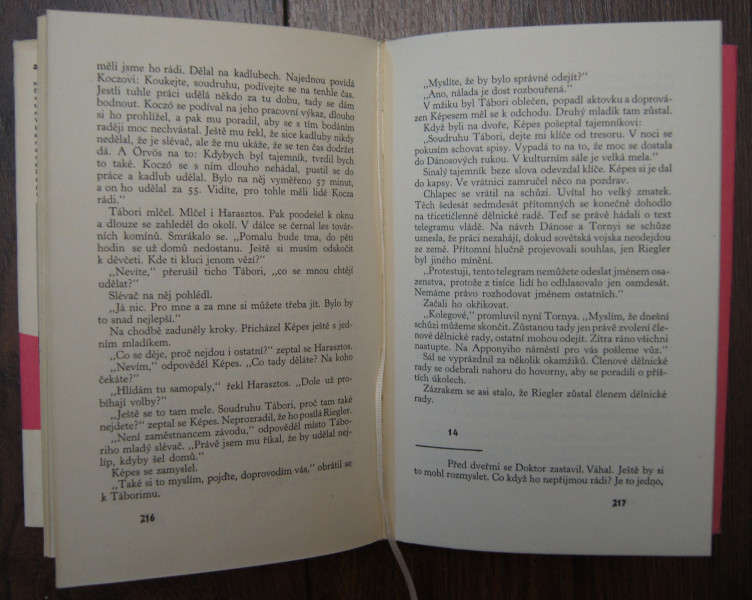 měli jsme ho rádi. Dělal na kadlubech. Najednou povídá
Koczovi: Koukejte, soudruhu, podívejte se na tenhle čas.
Jestli tuhle práci udělá někdo za tu dobu, tady se dám
bodnout. Koczó se podíval na jeho pracovní výkaz, dlouho
si ho prohlížel, a pak mu poradil, aby se s tím bodáním
raději moc nechvástal. Ještě mu řekl, že sice kadluby nikdy
nedělal, že je slévač, ale že mu ukáže, že se ten čas dodržet
dá. A Örvös na to: Kdybych byl tajemník, tvrdil bych
to také. Koczó se s ním dlouho nehádal, pustil se do
práce a kadlub udělal. Bylo na něj vyměřeno 57 minut,
a on ho udělal za 55. Vidíte, pro tohle měli lidé Kocza
rádi."
Tábori mlčel. Mlčel i Harasztos. Pak poodešel k oknu
a dlouze se zahleděl do okolí. V dálce se černal les továr-
ních komínů. Smrákalo se. „Pomalu bude tma, do pěti
hodin se už domů nedostanu. Ještě si musím odskočit
k děvčeti. Kde ti kluci jenom vězí?"
„Nevíte," přerušil ticho Tábori, „co se mnou chtějí
udělat?"
Slévač na něj pohlédl.
„Já nic. Pro mne a za mne si můžete třeba jít. Bylo by
to snad nejlepší."
Na chodbě zaduněly kroky. Přicházel Képes ještě s jed-
ním mladíkem.
„Co se děje, proč nejdou i ostatní?" zeptal se Harasztos.
„Nevím," odpověděl Képes. „Co tady děláte? Na koho
čekáte?"
„Hlídám tu samopaly," řekl Harasztos. „Dole už pro-
bíhají volby?"
„Ještě se to tam mele. Soudruhu Tábori, proč tam také
nejdete?" zeptal se Képes. Neprozradil, že ho posílá Riegler.
„Není zaměstnancem závodu," odpověděl místo Tábo-
riho mladý slévač. „Právě jsem mu říkal, že by udělal nej-
líp, kdyby šel domů."
Képes se zamyslel.
„Také si to myslím, pojďte, doprovodím vás," obrátil se
k Táborimu.
216
„Myslíte, že by bylo správné odejít?"
„Ano, nálada je dost rozbouřená."
V mžiku byl Tábori oblečen, popadl aktovku a doprová-
zen Képesem měl se k odchodu. Druhý mladík tam zůstal.
Když byli na dvoře, Képes pošeptal tajemníkovi:
„Soudruhu Tábori, dejte mi klíče od tresoru. V noci se
pokusím schovat spisy. Vypadá to na to, že moc se dostala
do Dánosových rukou. V kulturním sále je velká mela."
Sinalý tajemník beze slova odevzdal klíče. Képes si je dal
do kapsy. Ve vrátnici zamručel něco na pozdrav.
Chlapec se vrátil na schůzi. Uvítal ho velký zmatek.
Těch šedesát sedmdesát přítomných se konečně dohodlo
na třicetičlenné dělnické radě. Teď se právě hádali o text
telegramu vládě. Na návrh Dánose a Tornyi se schůze
usnesla, že práci nezahájí, dokud sovětská vojska neodejdou
ze země. Přítomní hlučně projevovali souhlas, jen Riegler
byl jiného mínění.
„Protestuji, tento telegram nemůžete odeslat jménem osa-
zenstva, protože z tisíce lidí ho odhlasovalo jen osmdesát.
Nemáme právo rozhodovat jménem ostatních."
Začali ho okřikovat.
„Kolegové," promluvil nyní Tornya. „Myslím, že dnešní
schůzi můžeme skončit. Zůstanou tady jen právě zvolení čle-
nové dělnické rady, ostatní mohou odejít. Zítra ráno všichni
nastupte. Na Apponyiho náměstí pro vás pošleme vůz."
Sál se vyprázdnil za několik okamžiků. Členové dělnické
rady se odebrali nahoru do hovorny, aby se poradili o příš-
tích úkolech.
Zázrakem se asi stalo, že Riegler zůstal členem dělnické
rady.
14
Před dveřmi se Doktor zastavil. Váhal. Ještě by si
to mohl rozmyslet. Co když ho nepřijmou rádi? Je to jedno,
217